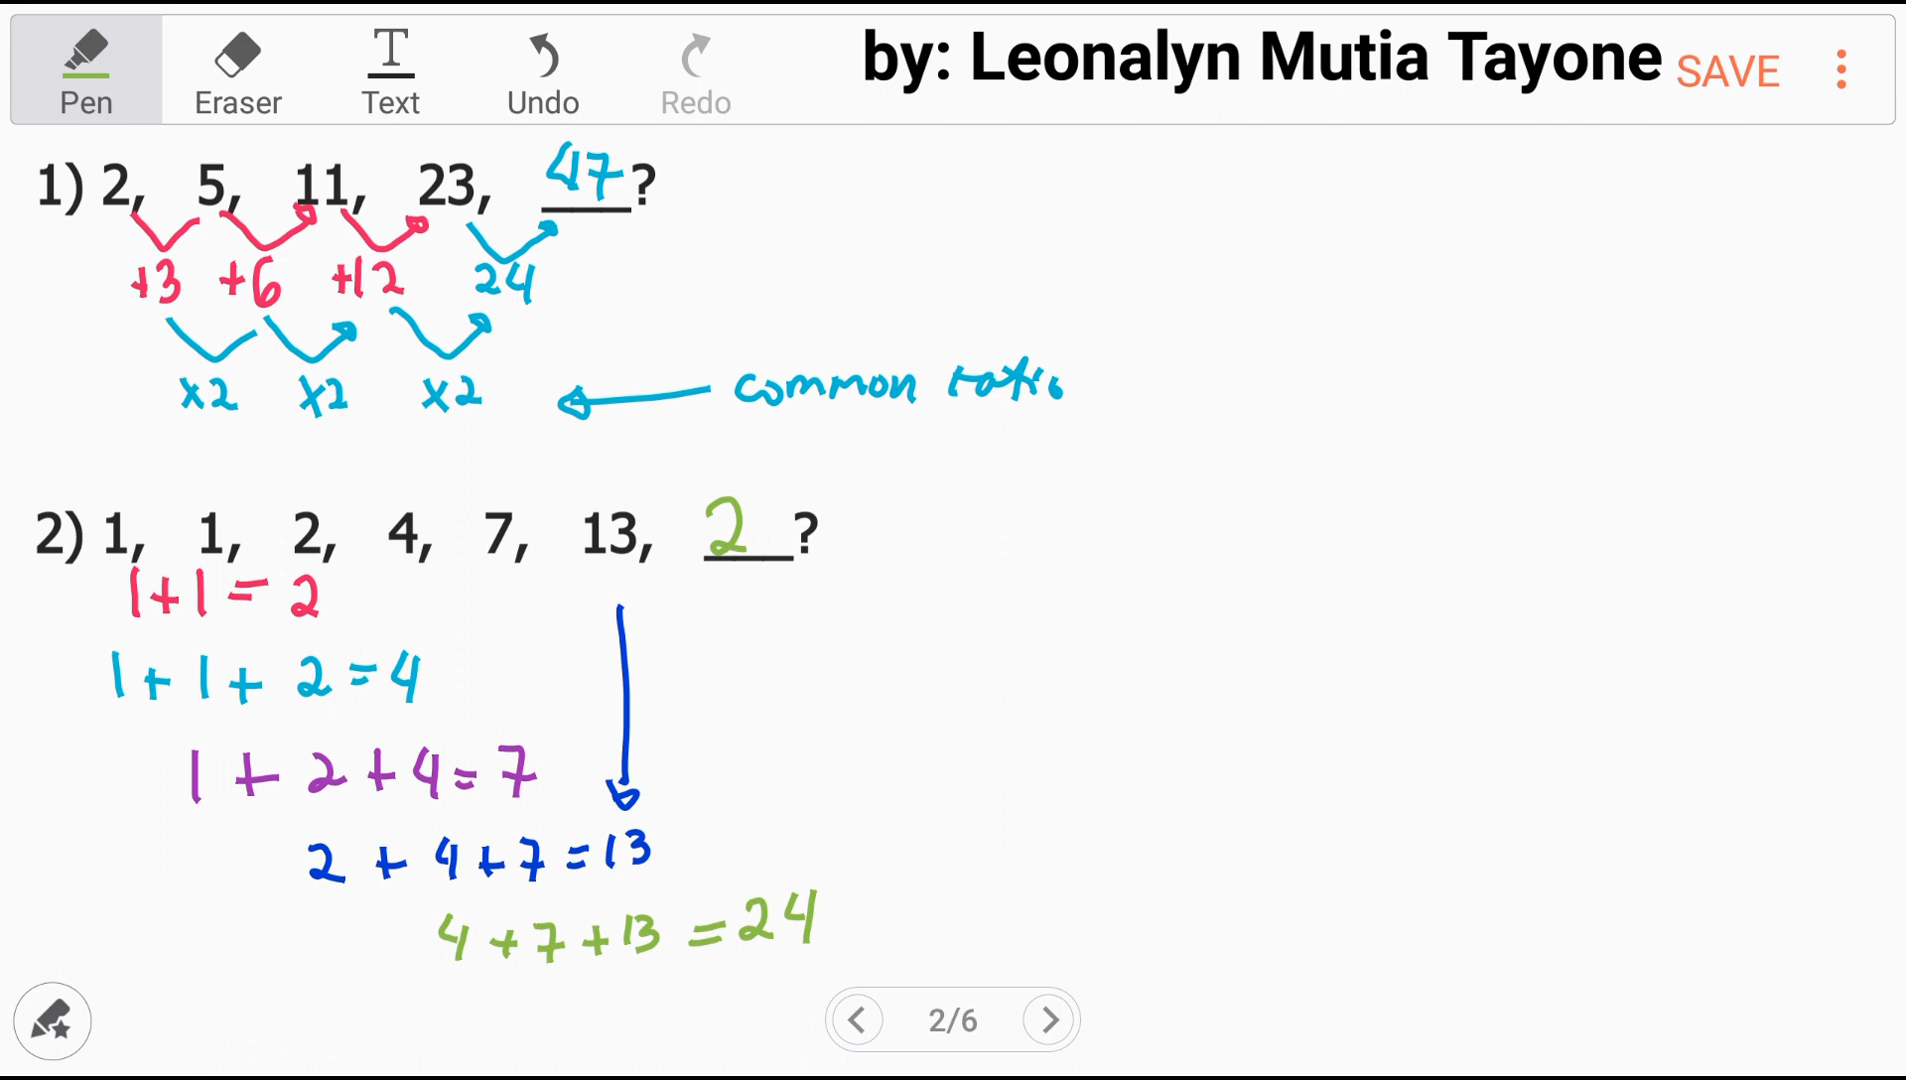 Pen Eraser Text Undo Redo by: Leonalyn Mutia Tayone SAVE
1) 2, 5, 11, 23, 47?
+3 +6 +12 24
x2 x2 x2 common ratio
2) 1, 1, 2, 4, 7, 13, 2?
1+1=2
1+1+2=4
1+2+4=7
2+4+7=13
4+7+13=24
2/6